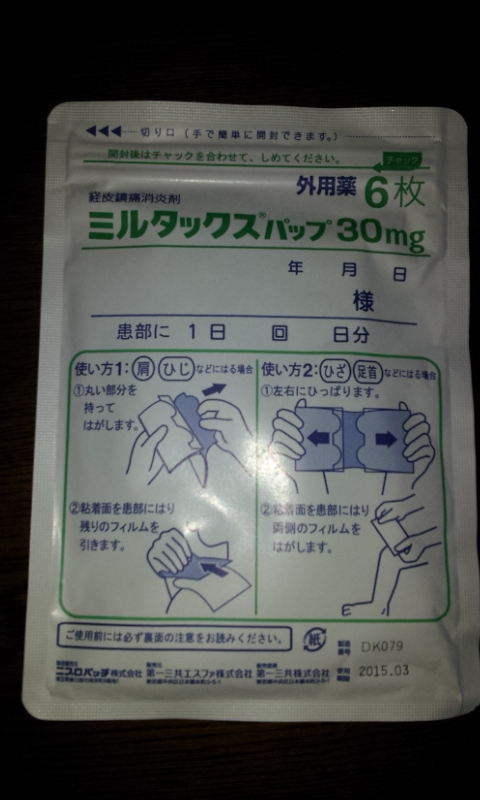 ◀◀◀ 切り口 (手で簡単に開封できます。)
開封後はチャックを合わせて、しめてください。 チャック
外用薬 6枚
経皮鎮痛消炎剤
ミルタックス®パップ 30mg
年 月 日
様
患部に 1日 回 日分
使い方1: 肩 ひじ などにはる場合
①丸い部分を
持って
はがします。
②粘着面を患部にはり
残りのフィルムを
引きます。
使い方2: ひざ 足首 などにはる場合
①左右にひっぱります。
②粘着面を患部にはり
両側のフィルムを
はがします。
ご使用前には必ず裏面の注意をお読みください。
紙
製造番号 DK079
使用期限 2015.03
ニプロパッチ株式会社
第一三共エスファ株式会社
第一三共株式会社